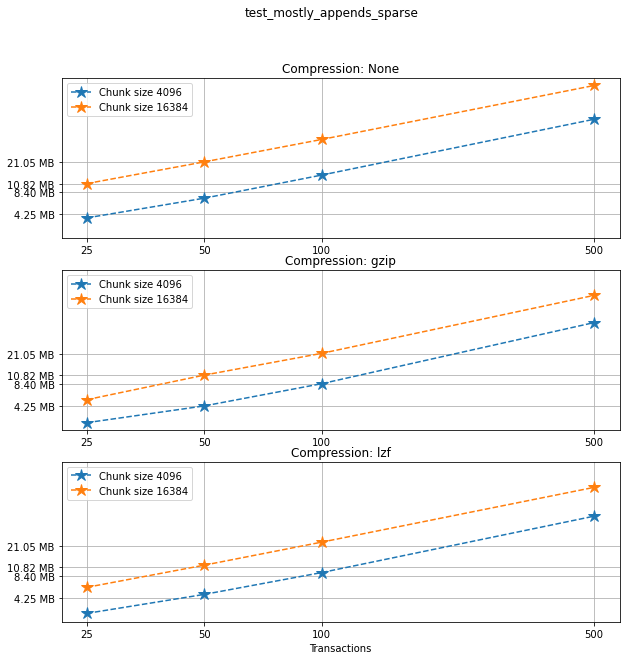 test_mostly_appends_sparse
Compression: None
Chunk size 4096
Chunk size 16384
21.05 MB
10.82 MB
8.40 MB
4.25 MB
25 50 100 500
Compression: gzip
Chunk size 4096
Chunk size 16384
21.05 MB
10.82 MB
8.40 MB
4.25 MB
25 50 100 500
Compression: lzf
Chunk size 4096
Chunk size 16384
21.05 MB
10.82 MB
8.40 MB
4.25 MB
25 50 100 500
Transactions